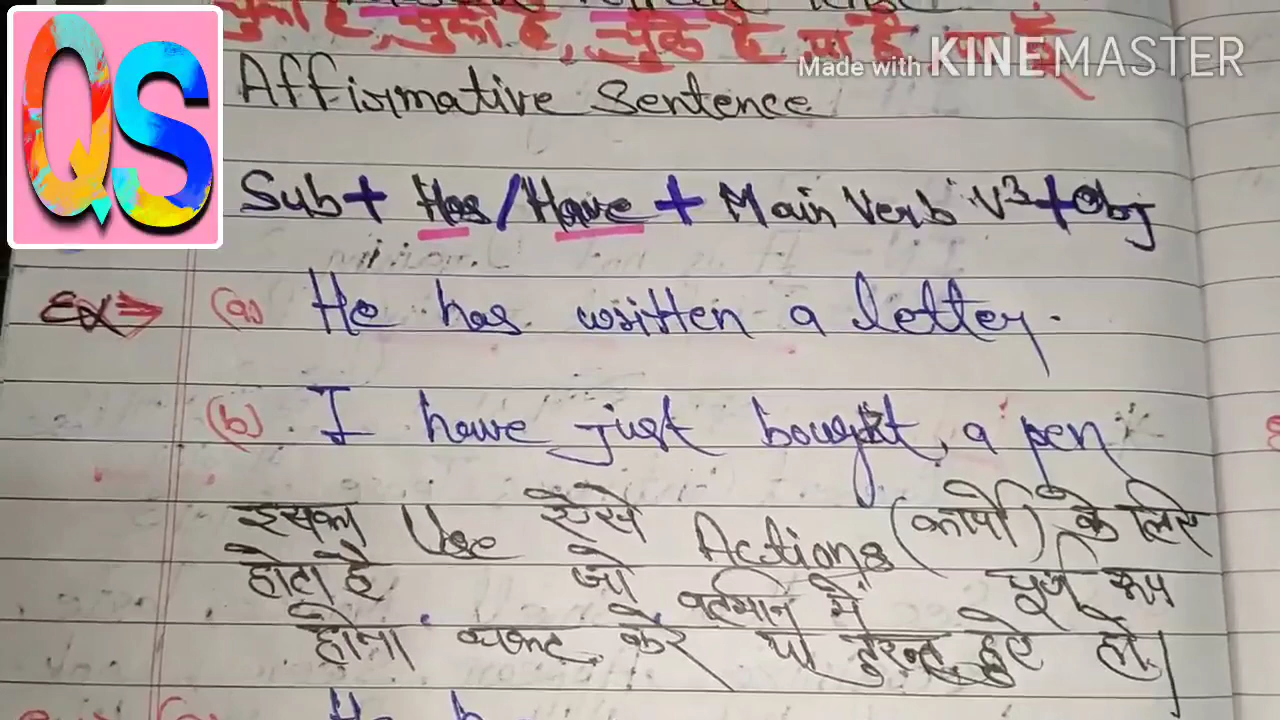 QS
Made with KINEMASTER
चुका है, चुकी है, चुके है या है
Affirmative Sentence
Sub + Has/Have + Main Verb V³ + Obj
Ex ⇒ (a) He has written a letter.
(b) I have just bought, a pen
इसका Use ऐसे Actions (कार्यो) के लिए
होता है जो वर्तमान में पूर्ण रूप
होना प्रकट करे या तुरन्त हुए हो।